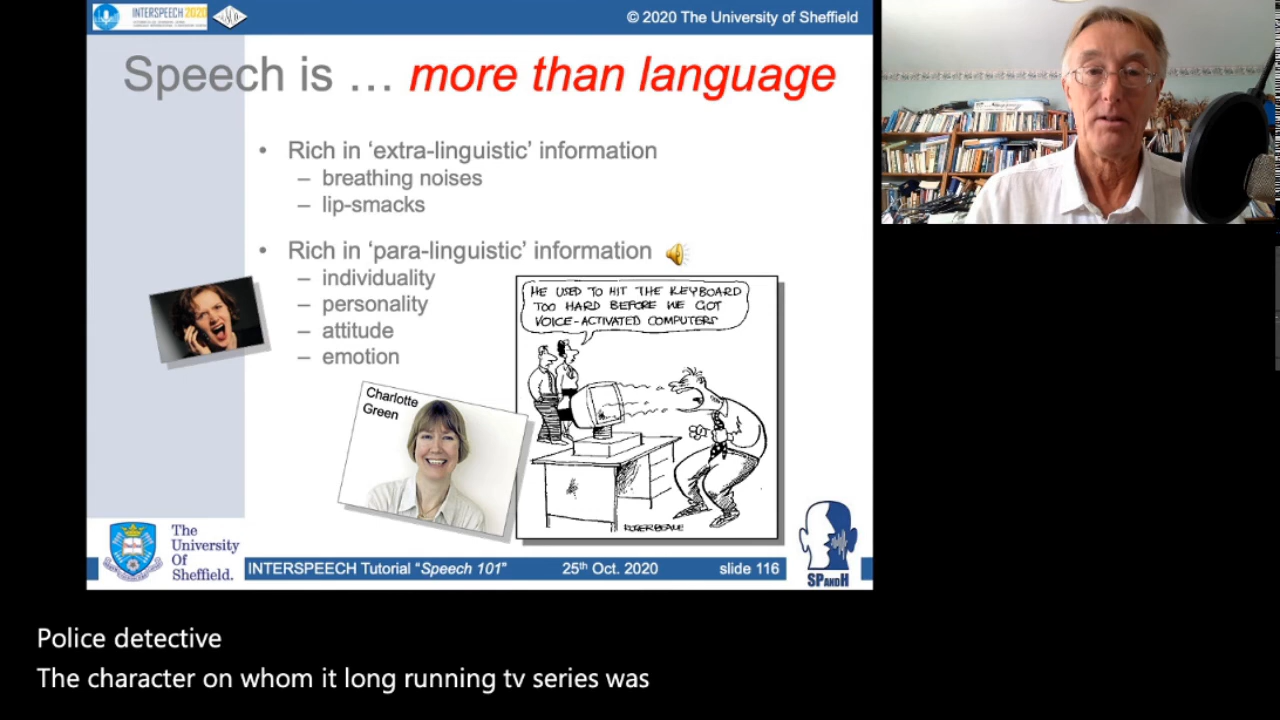 INTERSPEECH 2020
© 2020 The University of Sheffield
Speech is … more than language
• Rich in ‘extra-linguistic’ information
– breathing noises
– lip-smacks
• Rich in ‘para-linguistic’ information
– individuality
– personality
– attitude
– emotion
HE USED TO HIT THE KEYBOARD
TOO HARD BEFORE WE GOT
VOICE-ACTIVATED COMPUTERS
Charlotte
Green
ROGER BEALE
The
University
Of
Sheffield.
INTERSPEECH Tutorial “Speech 101” 25th Oct. 2020 slide 116
SPANDH
Police detective
The character on whom it long running tv series was